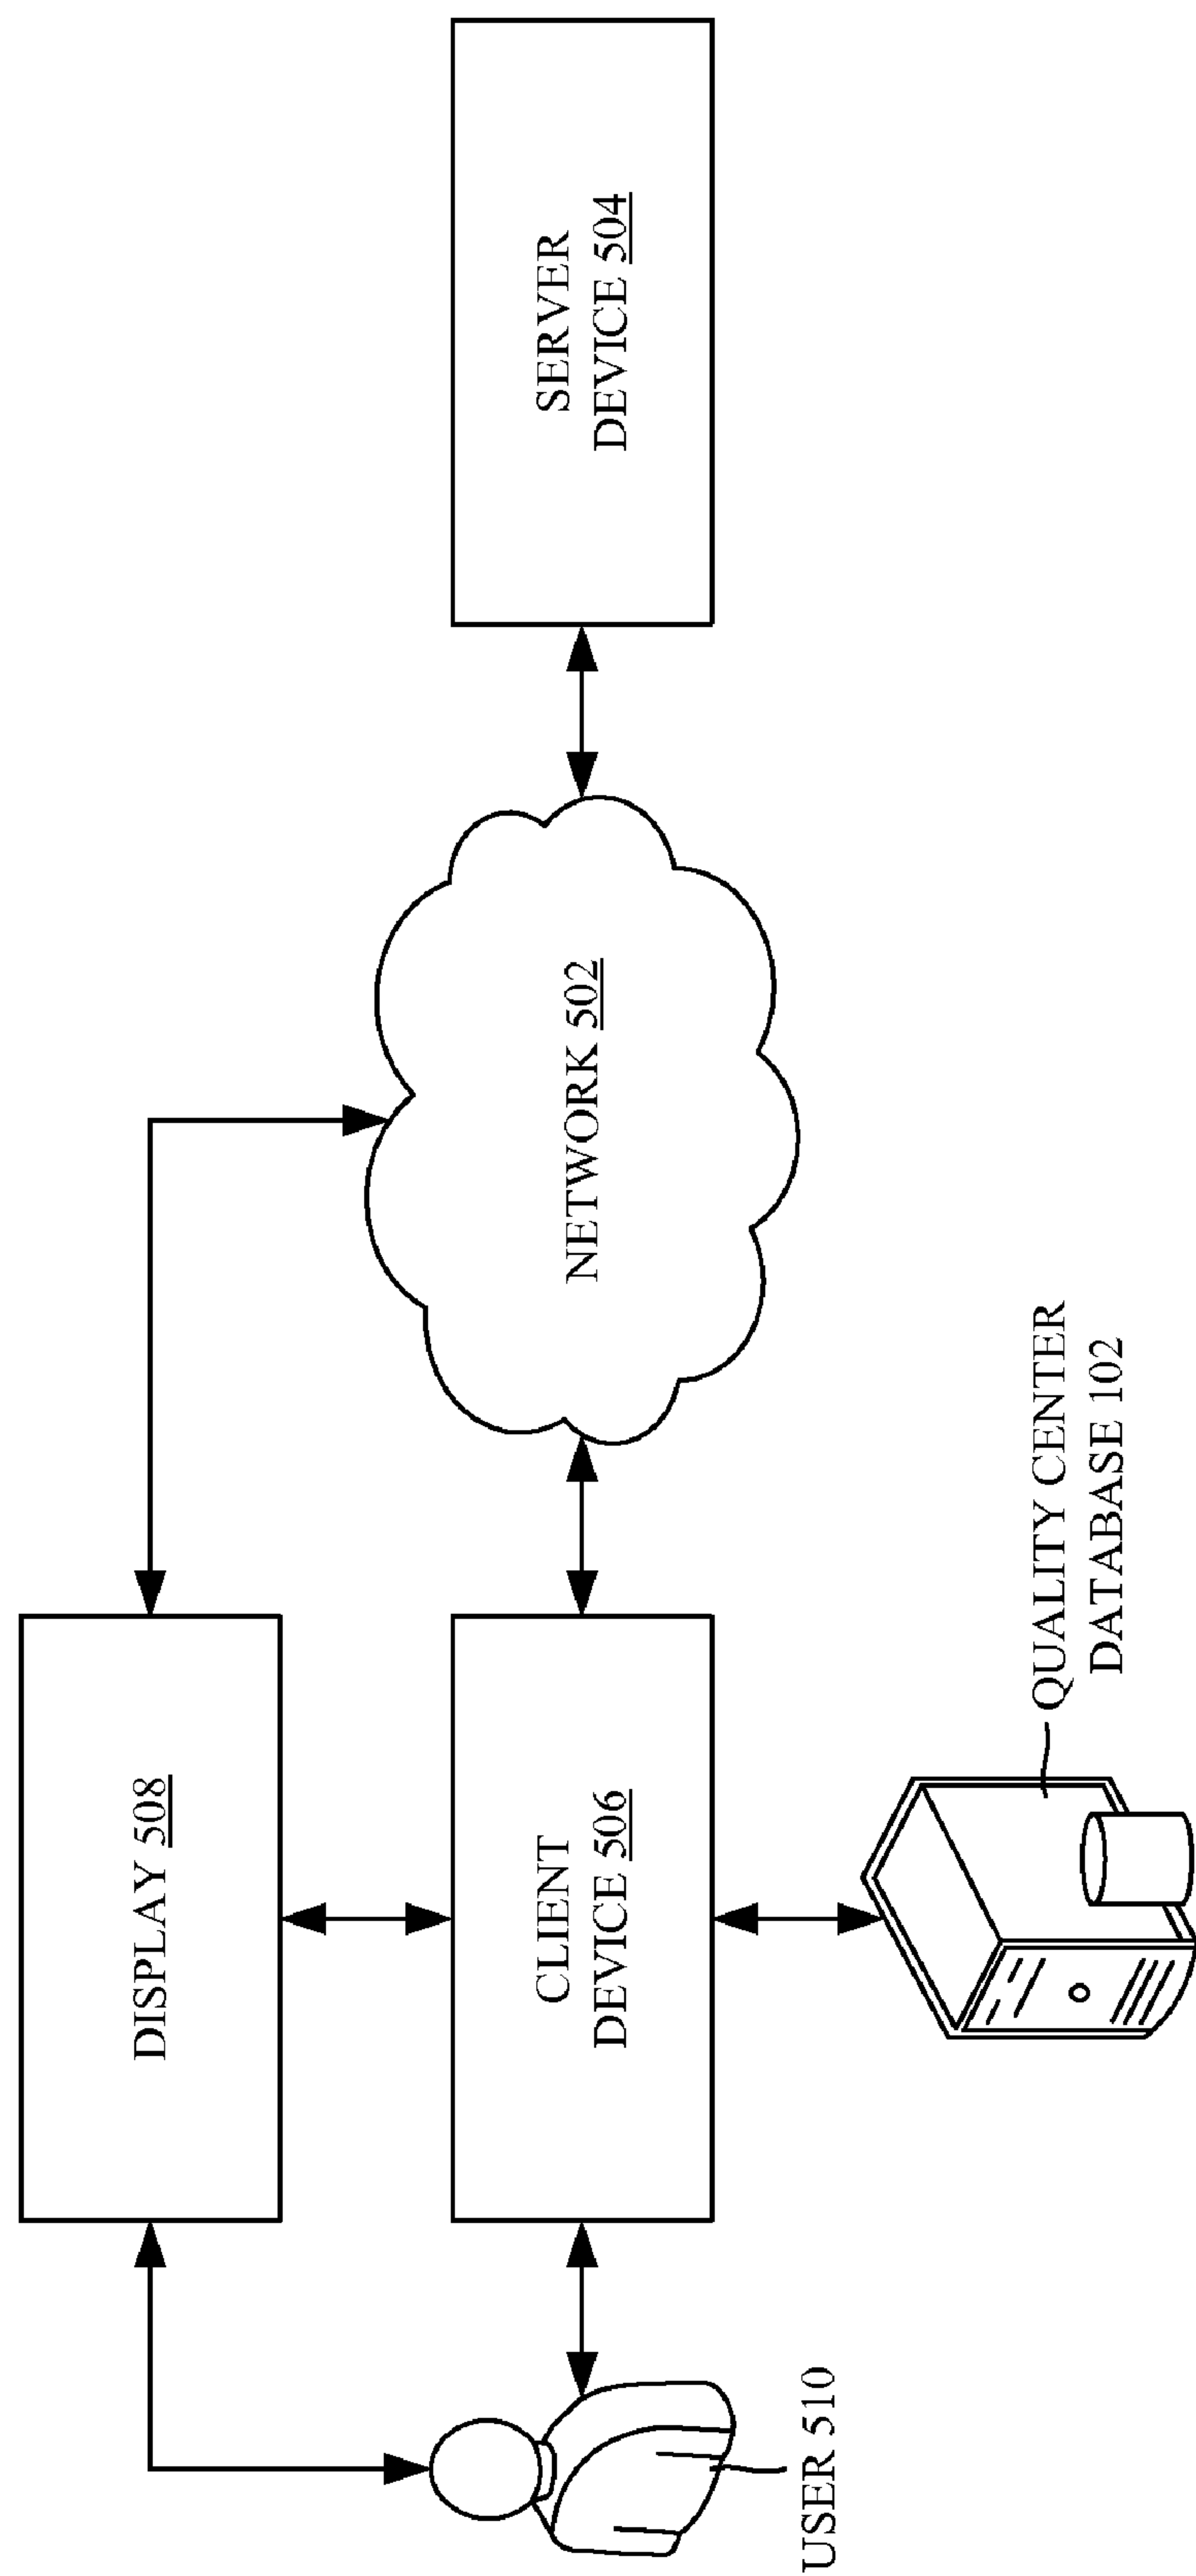 DISPLAY 508
CLIENT
DEVICE 506
NETWORK 502
SERVER
DEVICE 504
USER 510
QUALITY CENTER
DATABASE 102